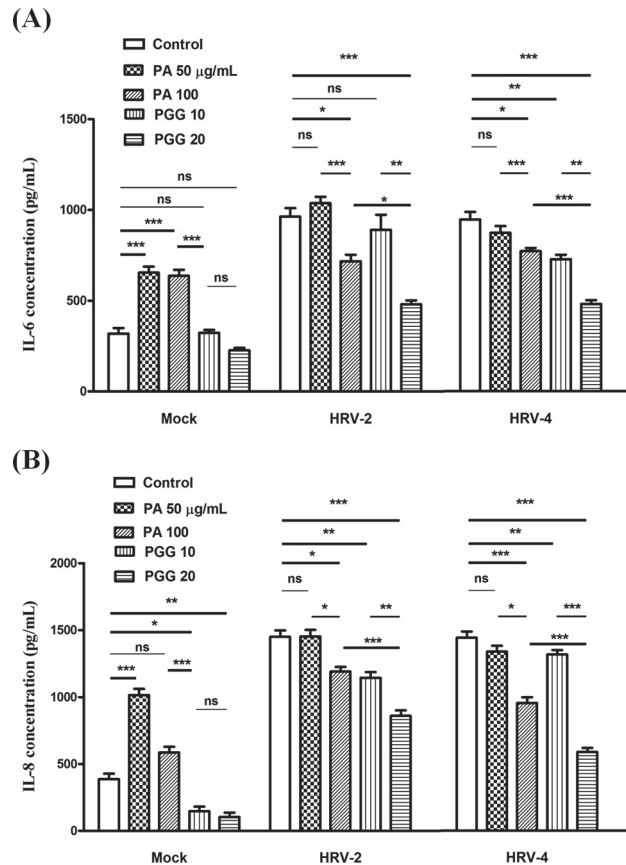 (A)
Control
PA 50 μg/mL
PA 100
PGG 10
PGG 20
***
***
ns
**
*
*
ns
ns
***
**
***
**
ns
*
***
ns
***
***
***
ns
1500
1000
500
0
IL-6 concentration (pg/mL)
Mock
HRV-2
HRV-4
(B)
Control
PA 50 μg/mL
PA 100
PGG 10
PGG 20
***
***
**
**
*
***
ns
ns
**
*
**
*
***
*
***
***
ns
***
***
ns
2000
1500
1000
500
0
IL-8 concentration (pg/mL)
Mock
HRV-2
HRV-4